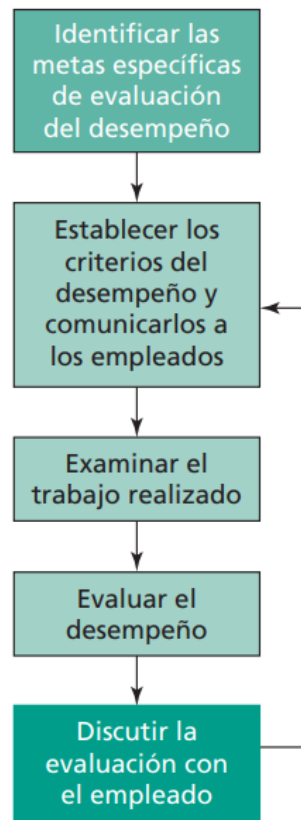 Identificar las
metas específicas
de evaluación
del desempeño
Establecer los
criterios del
desempeño y
comunicarlos a
los empleados
Examinar el
trabajo realizado
Evaluar el
desempeño
Discutir la
evaluación con
el empleado